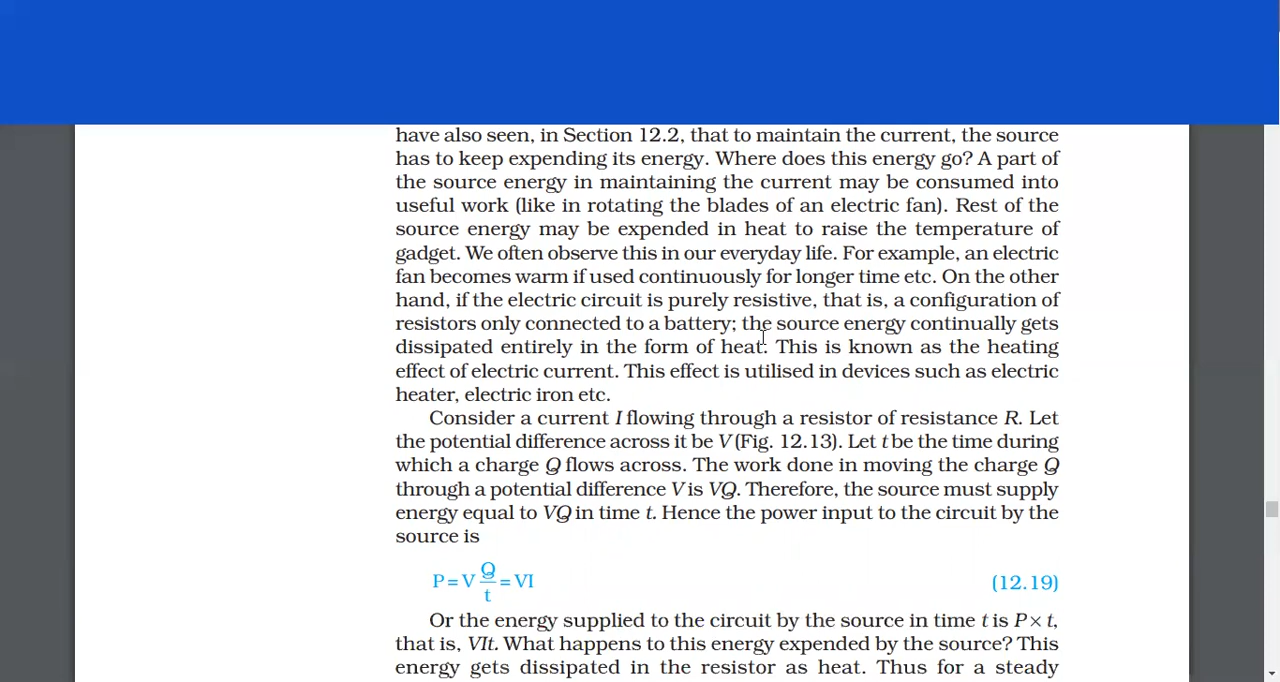 have also seen, in Section 12.2, that to maintain the current, the source
has to keep expending its energy. Where does this energy go? A part of
the source energy in maintaining the current may be consumed into
useful work (like in rotating the blades of an electric fan). Rest of the
source energy may be expended in heat to raise the temperature of
gadget. We often observe this in our everyday life. For example, an electric
fan becomes warm if used continuously for longer time etc. On the other
hand, if the electric circuit is purely resistive, that is, a configuration of
resistors only connected to a battery; the source energy continually gets
dissipated entirely in the form of heat. This is known as the heating
effect of electric current. This effect is utilised in devices such as electric
heater, electric iron etc.
Consider a current I flowing through a resistor of resistance R. Let
the potential difference across it be V (Fig. 12.13). Let t be the time during
which a charge Q flows across. The work done in moving the charge Q
through a potential difference V is VQ. Therefore, the source must supply
energy equal to VQ in time t. Hence the power input to the circuit by the
source is
P = V Q/t = VI (12.19)
Or the energy supplied to the circuit by the source in time t is P × t,
that is, VIt. What happens to this energy expended by the source? This
energy gets dissipated in the resistor as heat. Thus for a steady